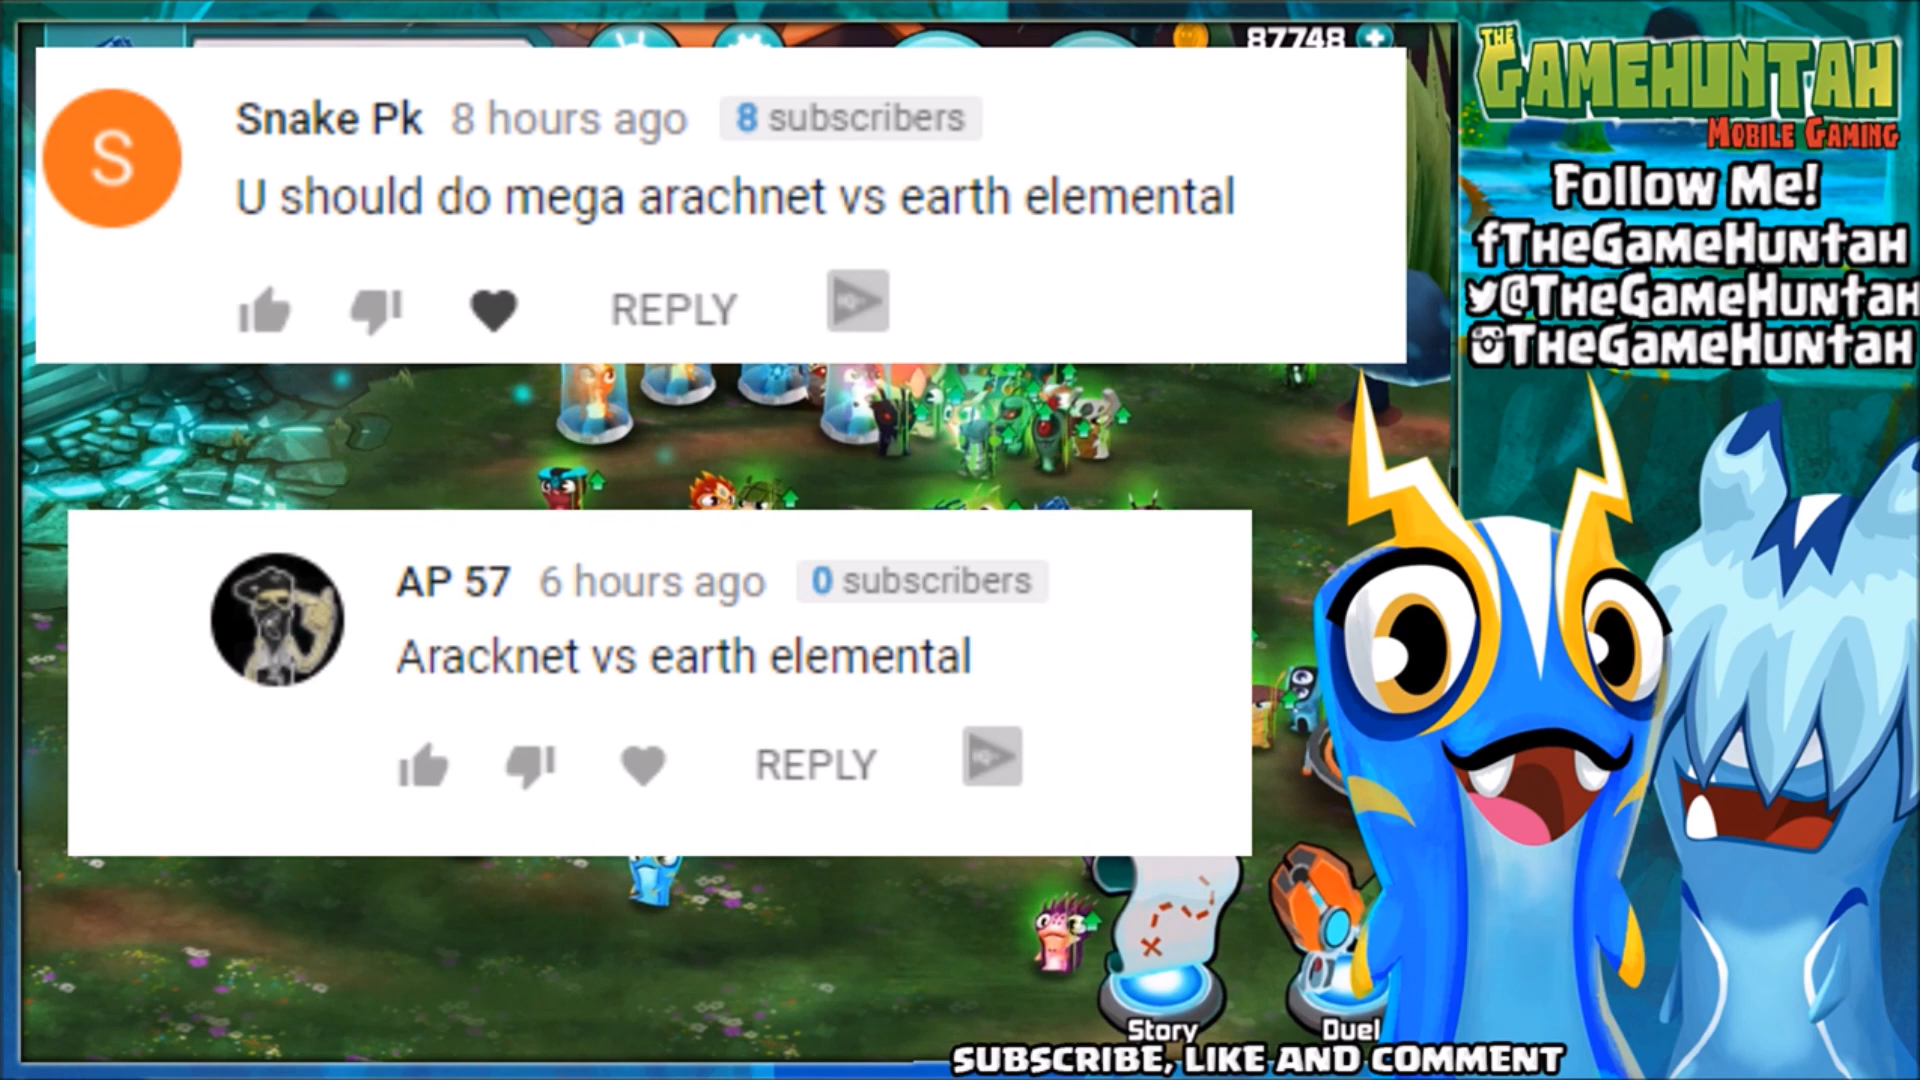 87748
S
Snake Pk 8 hours ago 8 subscribers
U should do mega arachnet vs earth elemental
REPLY
AP 57 6 hours ago 0 subscribers
Aracknet vs earth elemental
REPLY
THE
GAMEHUNTAH
MOBILE GAMING
Follow Me!
fTHeGaMeHuntaH
@THeGaMeHuntaH
THeGaMeHuntaH
Story
Duel
SUBSCRIBE, LIKE AND COMMENT